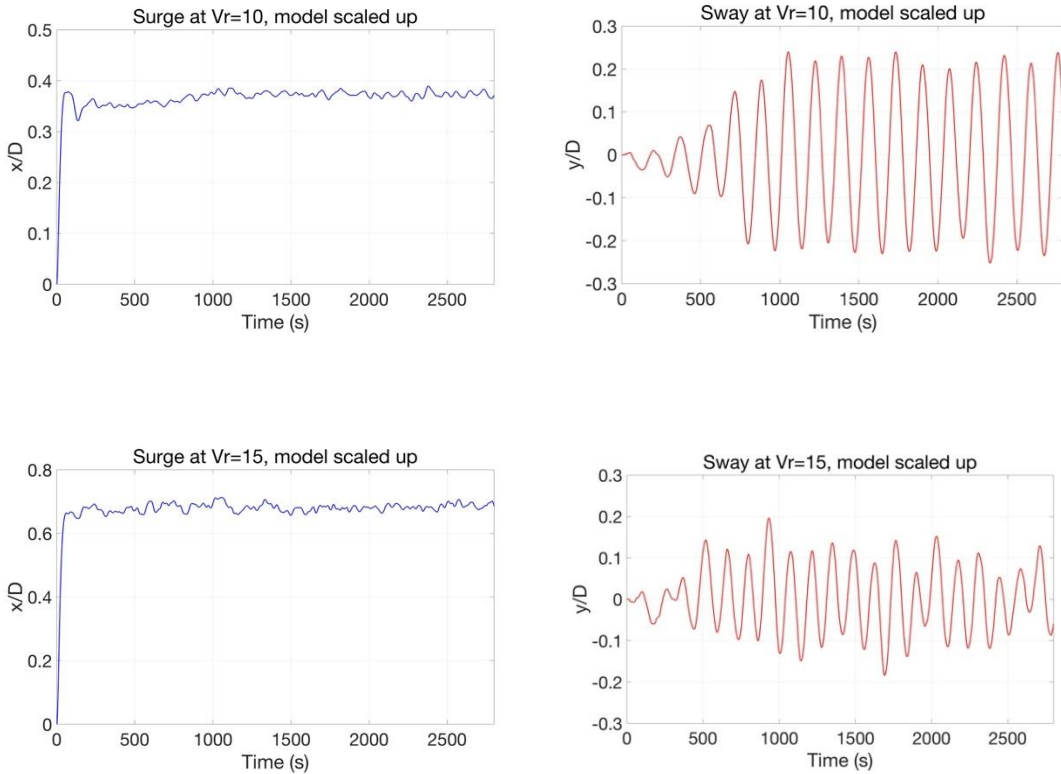 Surge at Vr=10, model scaled up
0.5
0.4
0.3
0.2
0.1
0
x/D
0 500 1000 1500 2000 2500
Time (s)
Sway at Vr=10, model scaled up
0.3
0.2
0.1
0
-0.1
-0.2
-0.3
y/D
0 500 1000 1500 2000 2500
Time (s)
Surge at Vr=15, model scaled up
0.8
0.6
0.4
0.2
0
x/D
0 500 1000 1500 2000 2500
Time (s)
Sway at Vr=15, model scaled up
0.3
0.2
0.1
0
-0.1
-0.2
-0.3
y/D
0 500 1000 1500 2000 2500
Time (s)